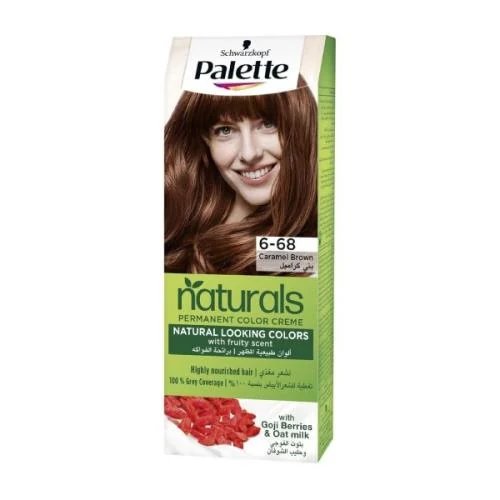 Schwarzkopf
Palette
6-68
Caramel Brown
بني كراميل
naturals
PERMANENT COLOR CREME
NATURAL LOOKING COLORS
with fruity scent
ألوان طبيعية المظهر | برائحة الفواكه
Highly nourished hair | لشعر مغذي
100 % Grey Coverage | تغطية للشعر الأبيض بنسبة ١٠٠ %
with
Goji Berries
& Oat milk
بتوت الغوجي
وحليب الشوفان